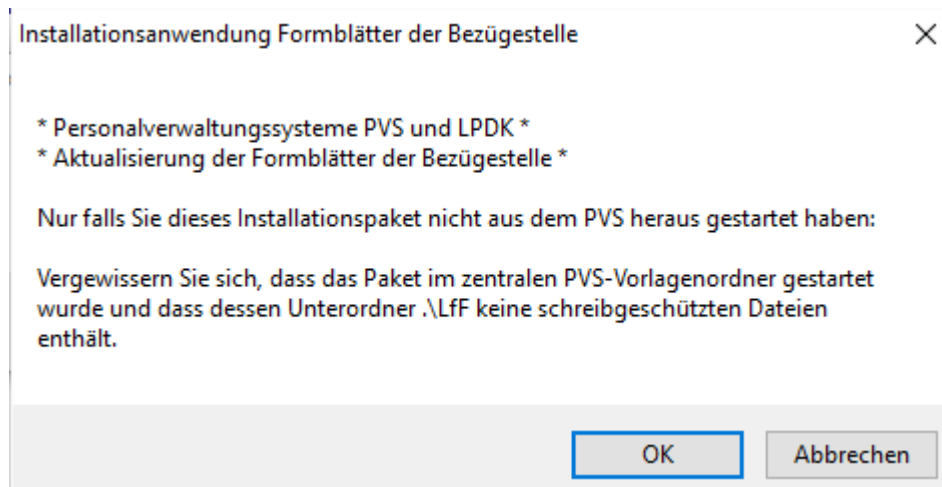 Installationsanwendung Formblätter der Bezügestelle
* Personalverwaltungssysteme PVS und LPDK *
* Aktualisierung der Formblätter der Bezügestelle *
Nur falls Sie dieses Installationspaket nicht aus dem PVS heraus gestartet haben:
Vergewissern Sie sich, dass das Paket im zentralen PVS-Vorlagenordner gestartet
wurde und dass dessen Unterordner .\LfF keine schreibgeschützten Dateien
enthält.
OK
Abbrechen